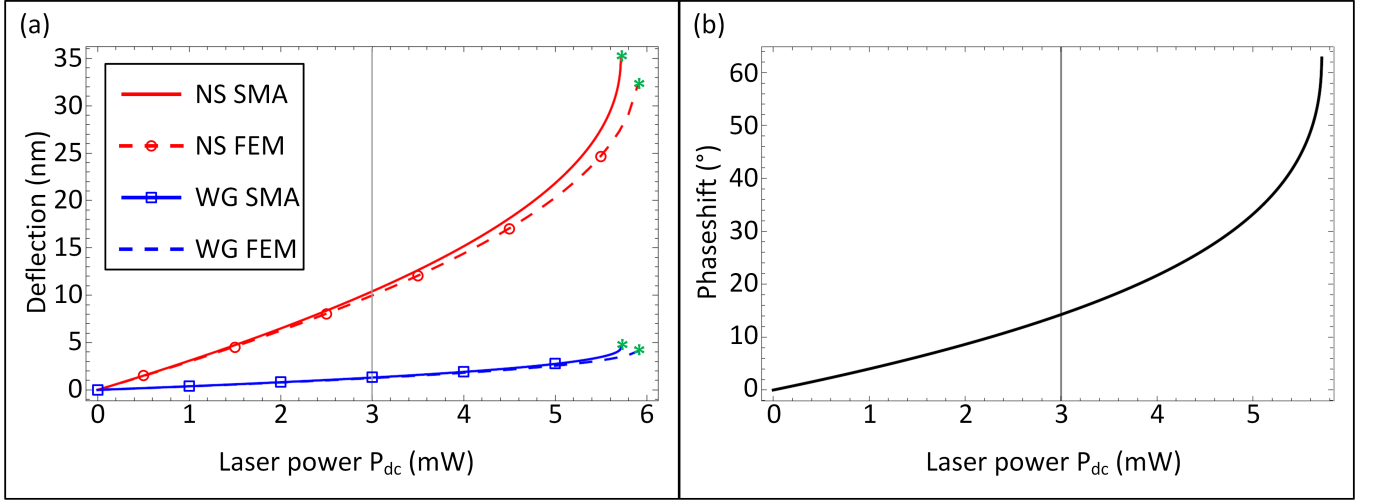 (a)
35
30
25
20
15
10
5
0
Deflection (nm)
NS SMA
NS FEM
WG SMA
WG FEM
*
*
*
*
0 1 2 3 4 5 6
Laser power Pdc (mW)
(b)
60
50
40
30
20
10
0
Phaseshift (°)
0 1 2 3 4 5
Laser power Pdc (mW)